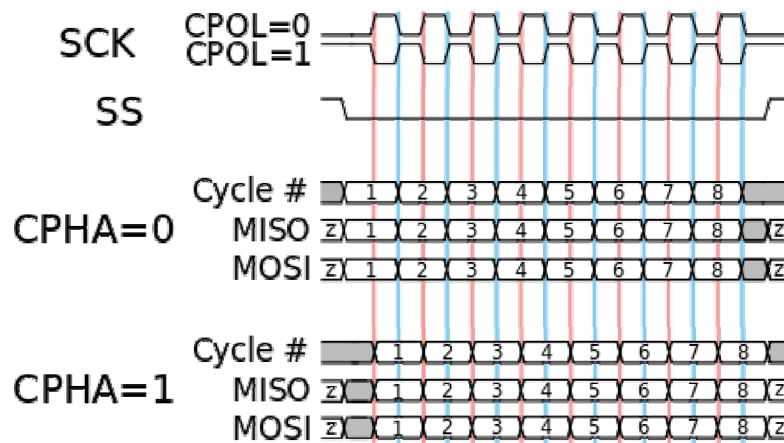 SCK CPOL=0
CPOL=1
SS
Cycle # 1 2 3 4 5 6 7 8
CPHA=0 MISO z 1 2 3 4 5 6 7 8 z
MOSI z 1 2 3 4 5 6 7 8 z
Cycle # 1 2 3 4 5 6 7 8
CPHA=1 MISO z 1 2 3 4 5 6 7 8 z
MOSI z 1 2 3 4 5 6 7 8 z